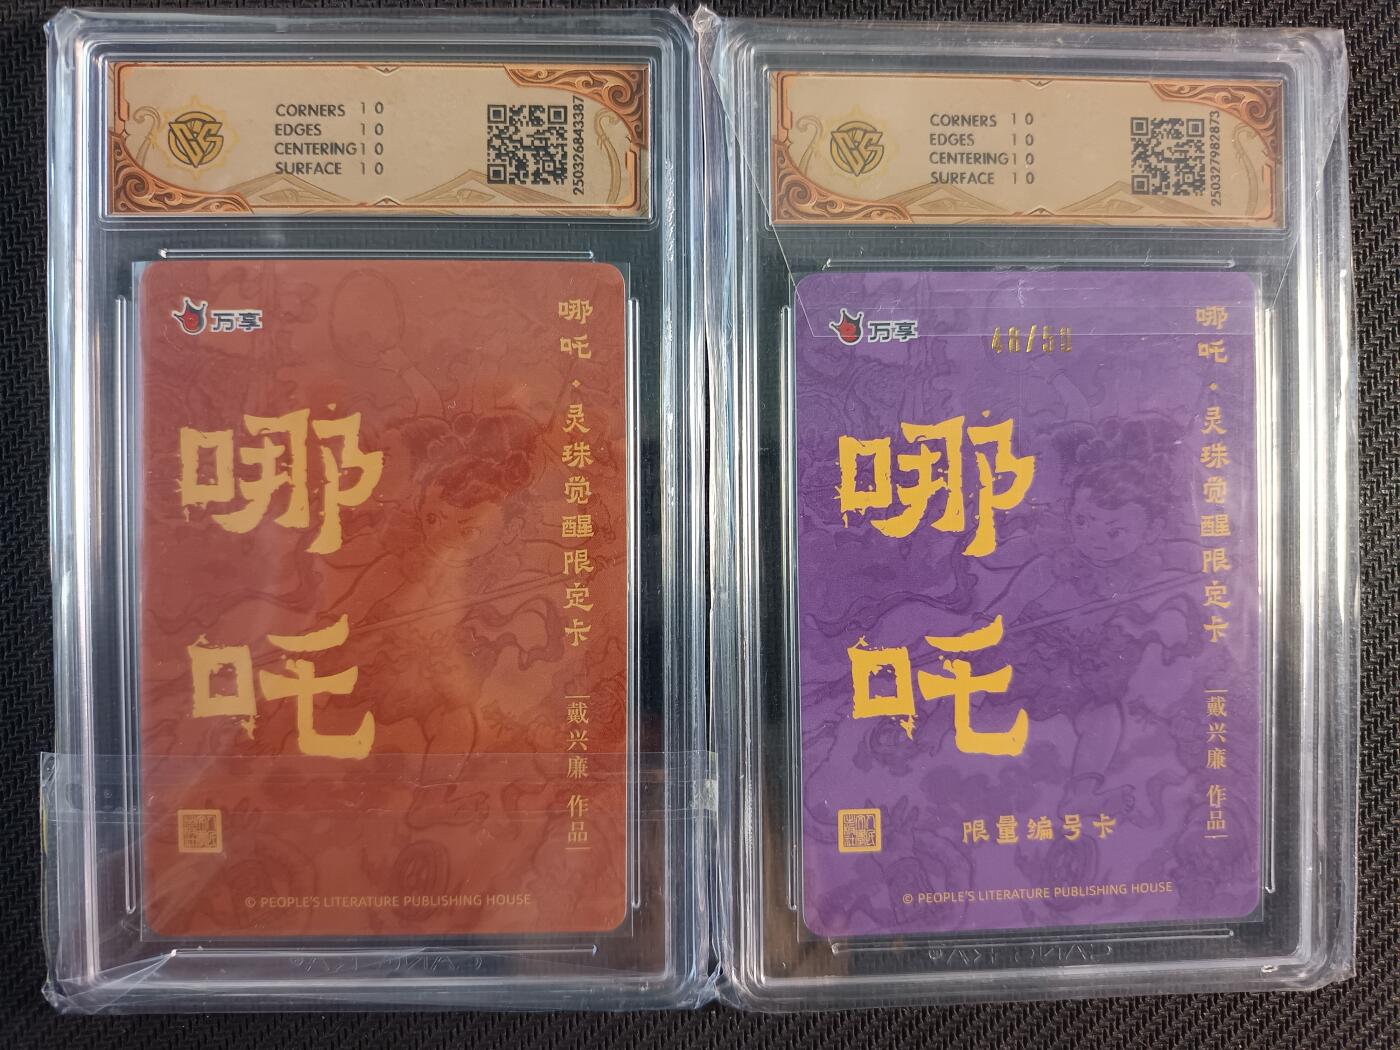 CORNERS 10
EDGES 10
CENTERING 10
SURFACE 10
250326843387
万享
哪吒
哪吒·灵珠觉醒限定卡
戴兴廉 作品
© PEOPLE'S LITERATURE PUBLISHING HOUSE
CORNERS 10
EDGES 10
CENTERING 10
SURFACE 10
250327982873
万享
48/50
哪吒
哪吒·灵珠觉醒限定卡
戴兴廉 作品
限量编号卡
© PEOPLE'S LITERATURE PUBLISHING HOUSE